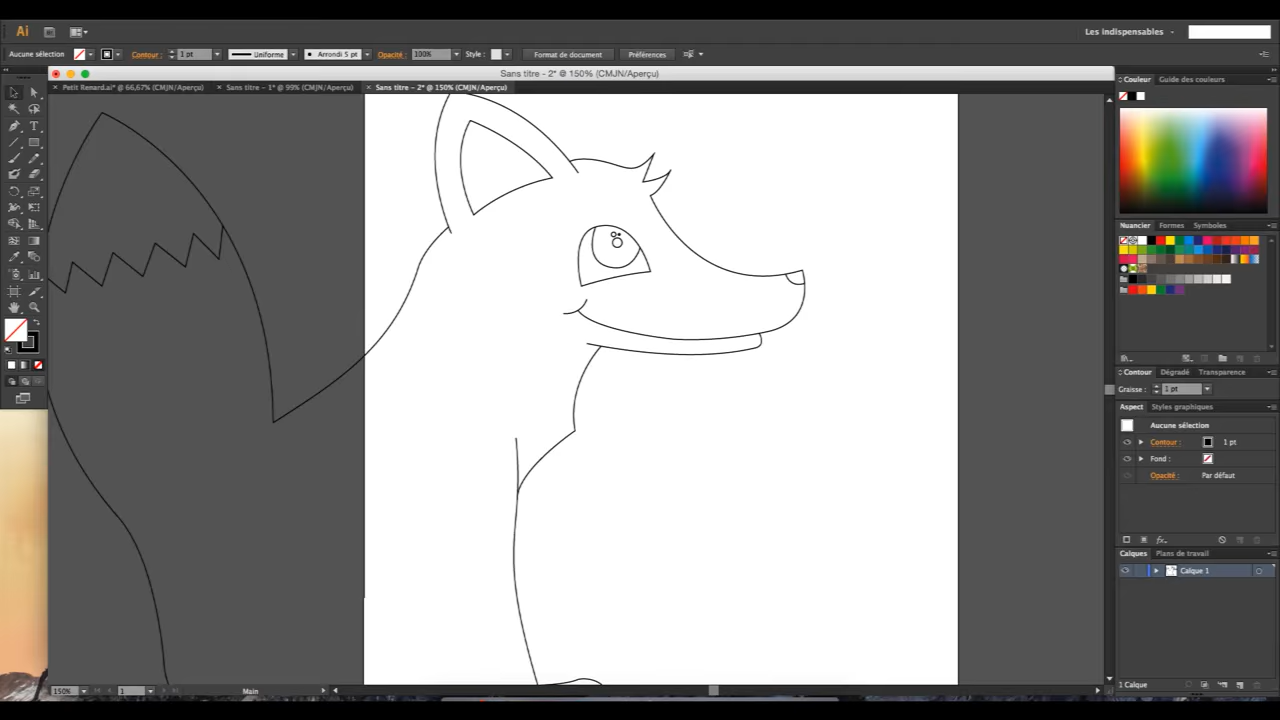 Ai
Les indispensables
Aucune sélection Contour : 1 pt Uniforme Arrondi 5 pt Opacité : 100% Style : Format de document Préférences
Sans titre - 2* @ 150% (CMJN/Aperçu)
Petit Renard.ai* @ 66,67% (CMJN/Aperçu) Sans titre - 1* @ 99% (CMJN/Aperçu) Sans titre - 2* @ 150% (CMJN/Aperçu)
Couleur Guide des couleurs
Nuancier Formes Symboles
Contour Dégradé Transparence
Graisse : 1 pt
Aspect Styles graphiques
Aucune sélection
Contour : 1 pt
Fond :
Opacité : Par défaut
fx
Calques Plans de travail
Calque 1
1 Calque
150% 1 Main